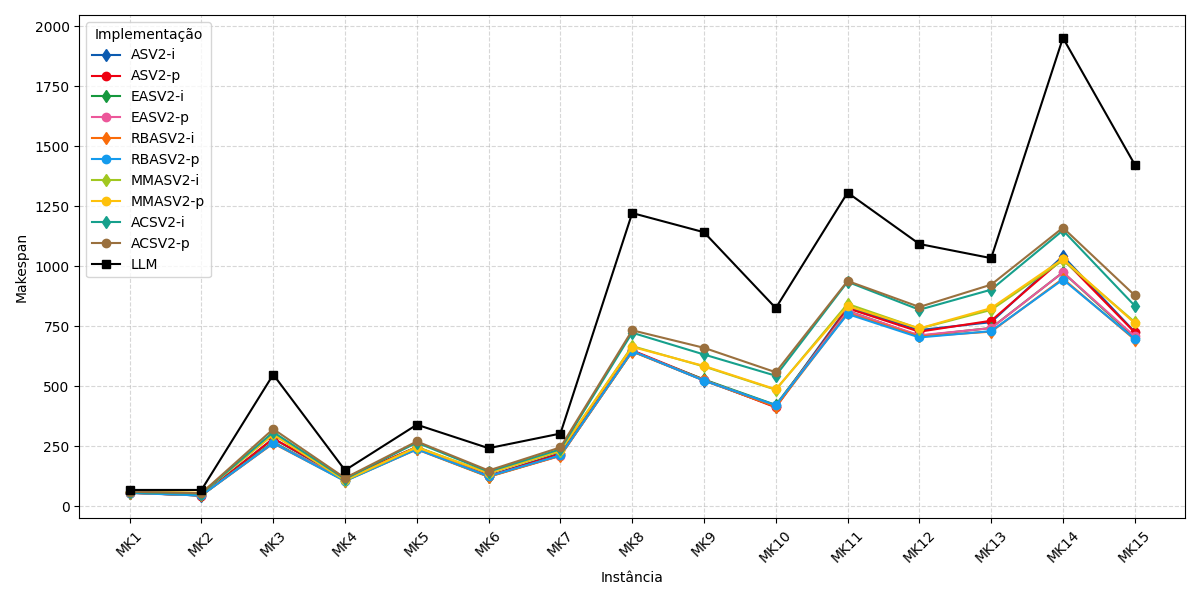 Implementação
ASV2-i
ASV2-p
EASV2-i
EASV2-p
RBASV2-i
RBASV2-p
MMASV2-i
MMASV2-p
ACSV2-i
ACSV2-p
LLM
Makespan
2000
1750
1500
1250
1000
750
500
250
0
MK1 MK2 MK3 MK4 MK5 MK6 MK7 MK8 MK9 MK10 MK11 MK12 MK13 MK14 MK15
Instância